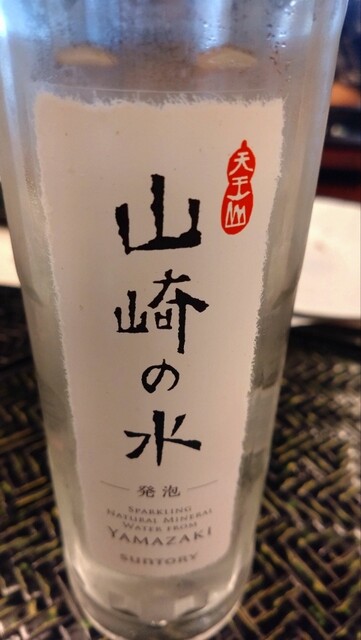 天王山
山崎の水
発泡
SPARKLING
NATURAL MINERAL
WATER FROM
YAMAZAKI
SUNTORY